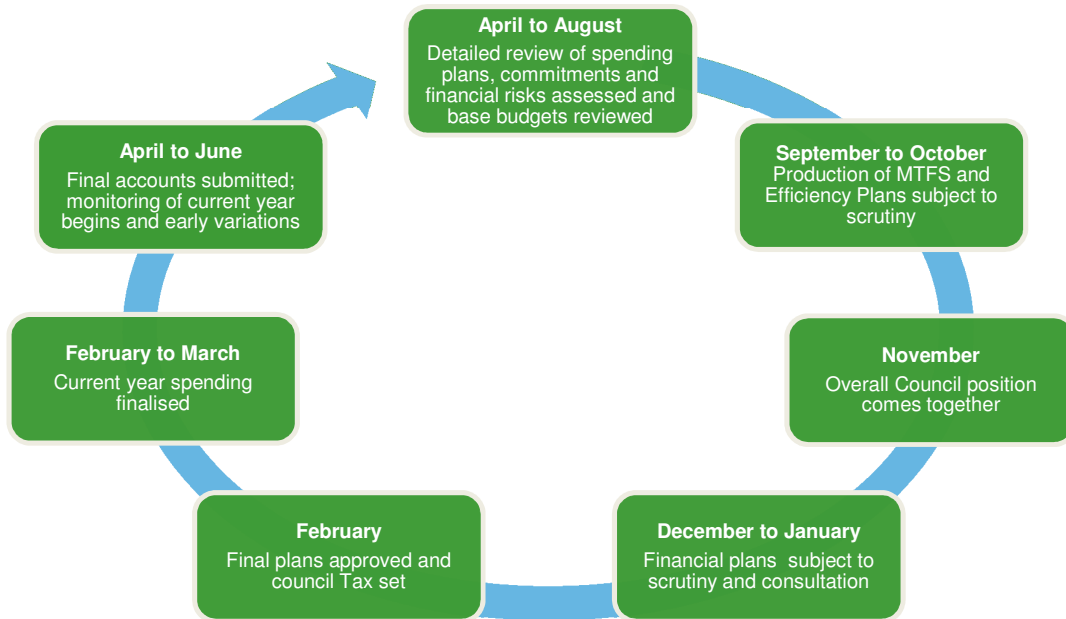 April to August
Detailed review of spending
plans, commitments and
financial risks assessed and
base budgets reviewed
September to October
Production of MTFS and
Efficiency Plans subject to
scrutiny
November
Overall Council position
comes together
December to January
Financial plans  subject to
scrutiny and consultation
February
Final plans approved and
council Tax set
February to March
Current year spending
finalised
April to June
Final accounts submitted;
monitoring of current year
begins and early variations